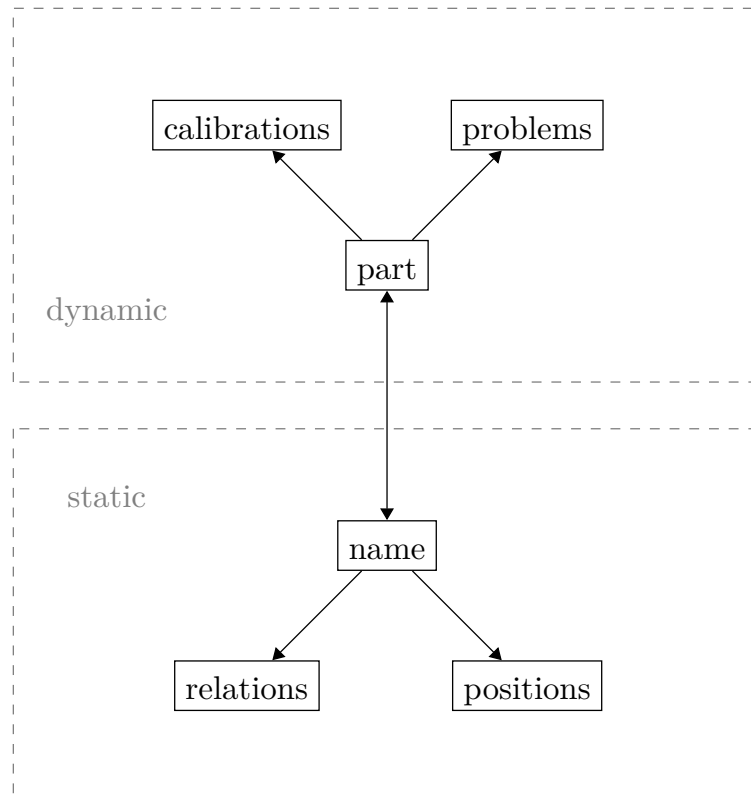 calibrations
problems
part
dynamic
static
name
relations
positions